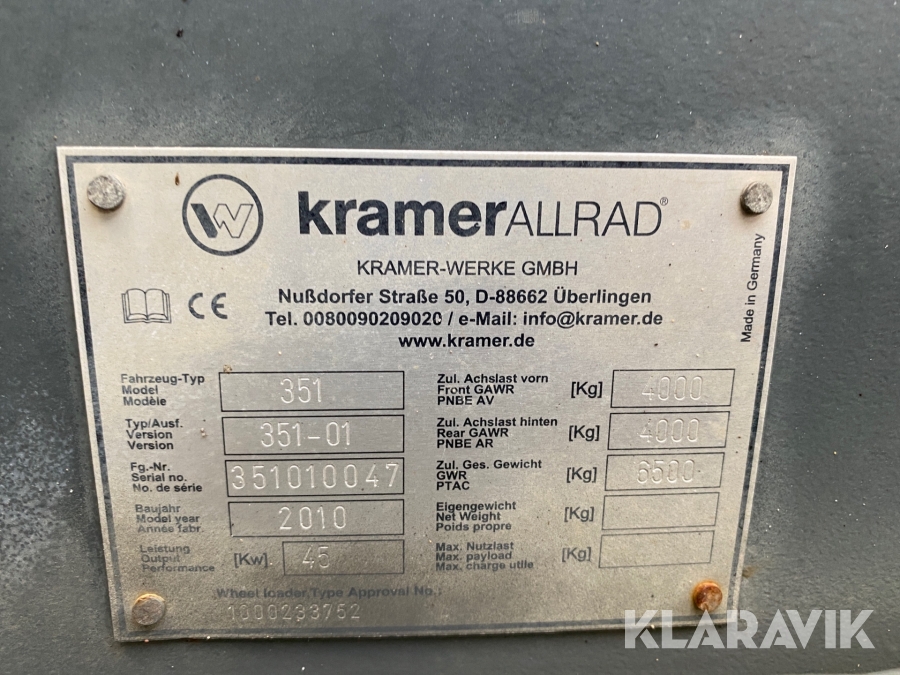 kramerALLRAD®
KRAMER-WERKE GMBH
Nußdorfer Straße 50, D-88662 Überlingen
Tel. 0080090209020 / e-Mail: info@kramer.de
www.kramer.de
CE
Made in Germany
Fahrzeug-Typ
Model
Modèle
351
Typ/Ausf.
Version
Version
351-01
Fg.-Nr.
Serial no.
No. de série
351010047
Baujahr
Model year
Année fabr.
2010
Leistung
Output
Performance
[Kw]
45
Zul. Achslast vorn
Front GAWR
PNBE AV
[Kg]
4000
Zul. Achslast hinten
Rear GAWR
PNBE AR
[Kg]
4000
Zul. Ges. Gewicht
GWR
PTAC
[Kg]
6500
Eigengewicht
Net Weight
Poids propre
[Kg]
Max. Nutzlast
Max. payload
Max. charge utile
[Kg]
Wheel loader, Type Approval No.:
1000233752
KLARAVIK